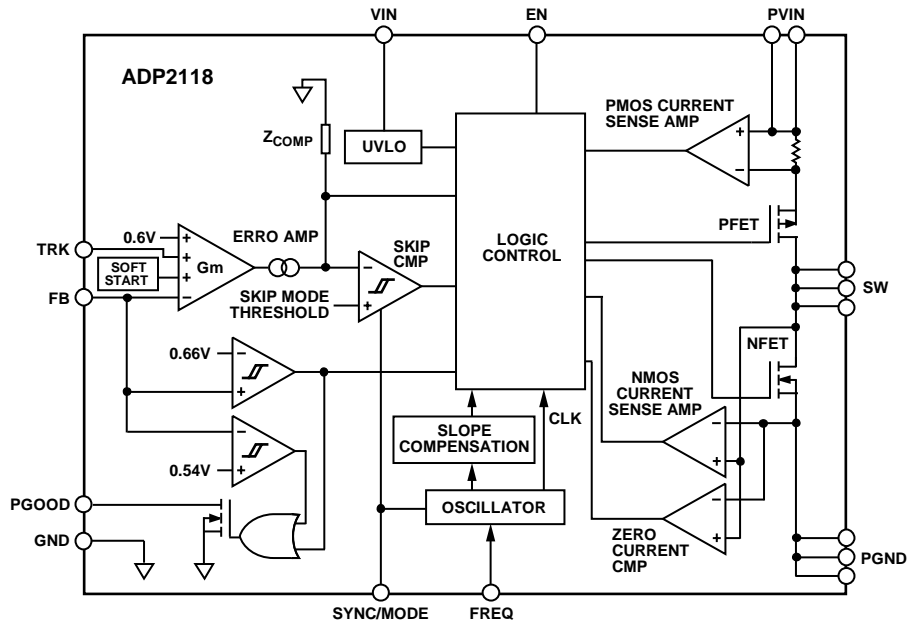 VIN
EN
PVIN
ADP2118
PMOS CURRENT
SENSE AMP
+
−
ZCOMP
UVLO
PFET
LOGIC
CONTROL
TRK
0.6V
+
+
+
−
Gm
ERRO AMP
SOFT
START
FB
SKIP
CMP
−
+
SKIP MODE
THRESHOLD
SW
NFET
0.66V
−
+
NMOS
CURRENT
SENSE AMP
−
+
CLK
SLOPE
COMPENSATION
−
+
0.54V
OSCILLATOR
−
+
ZERO
CURRENT
CMP
PGOOD
GND
PGND
SYNC/MODE
FREQ